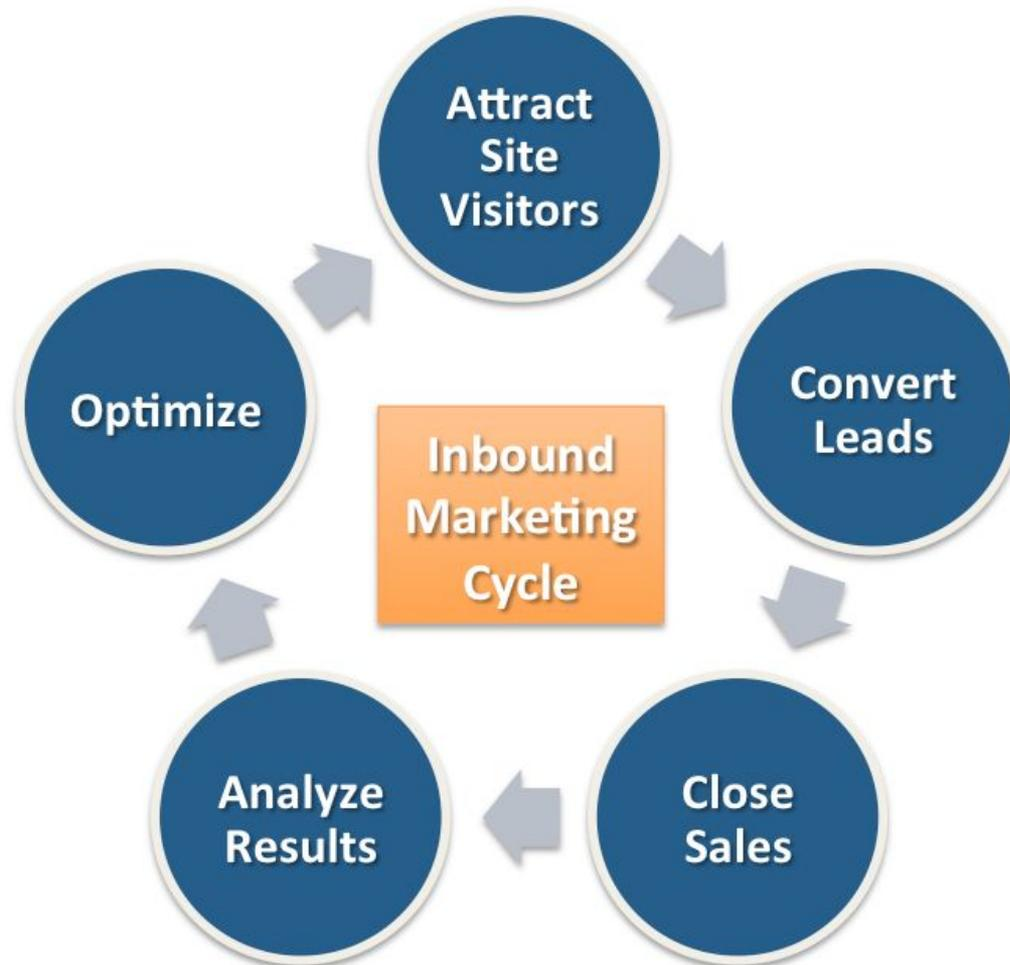 Attract
Site
Visitors
Convert
Leads
Close
Sales
Analyze
Results
Optimize
Inbound
Marketing
Cycle